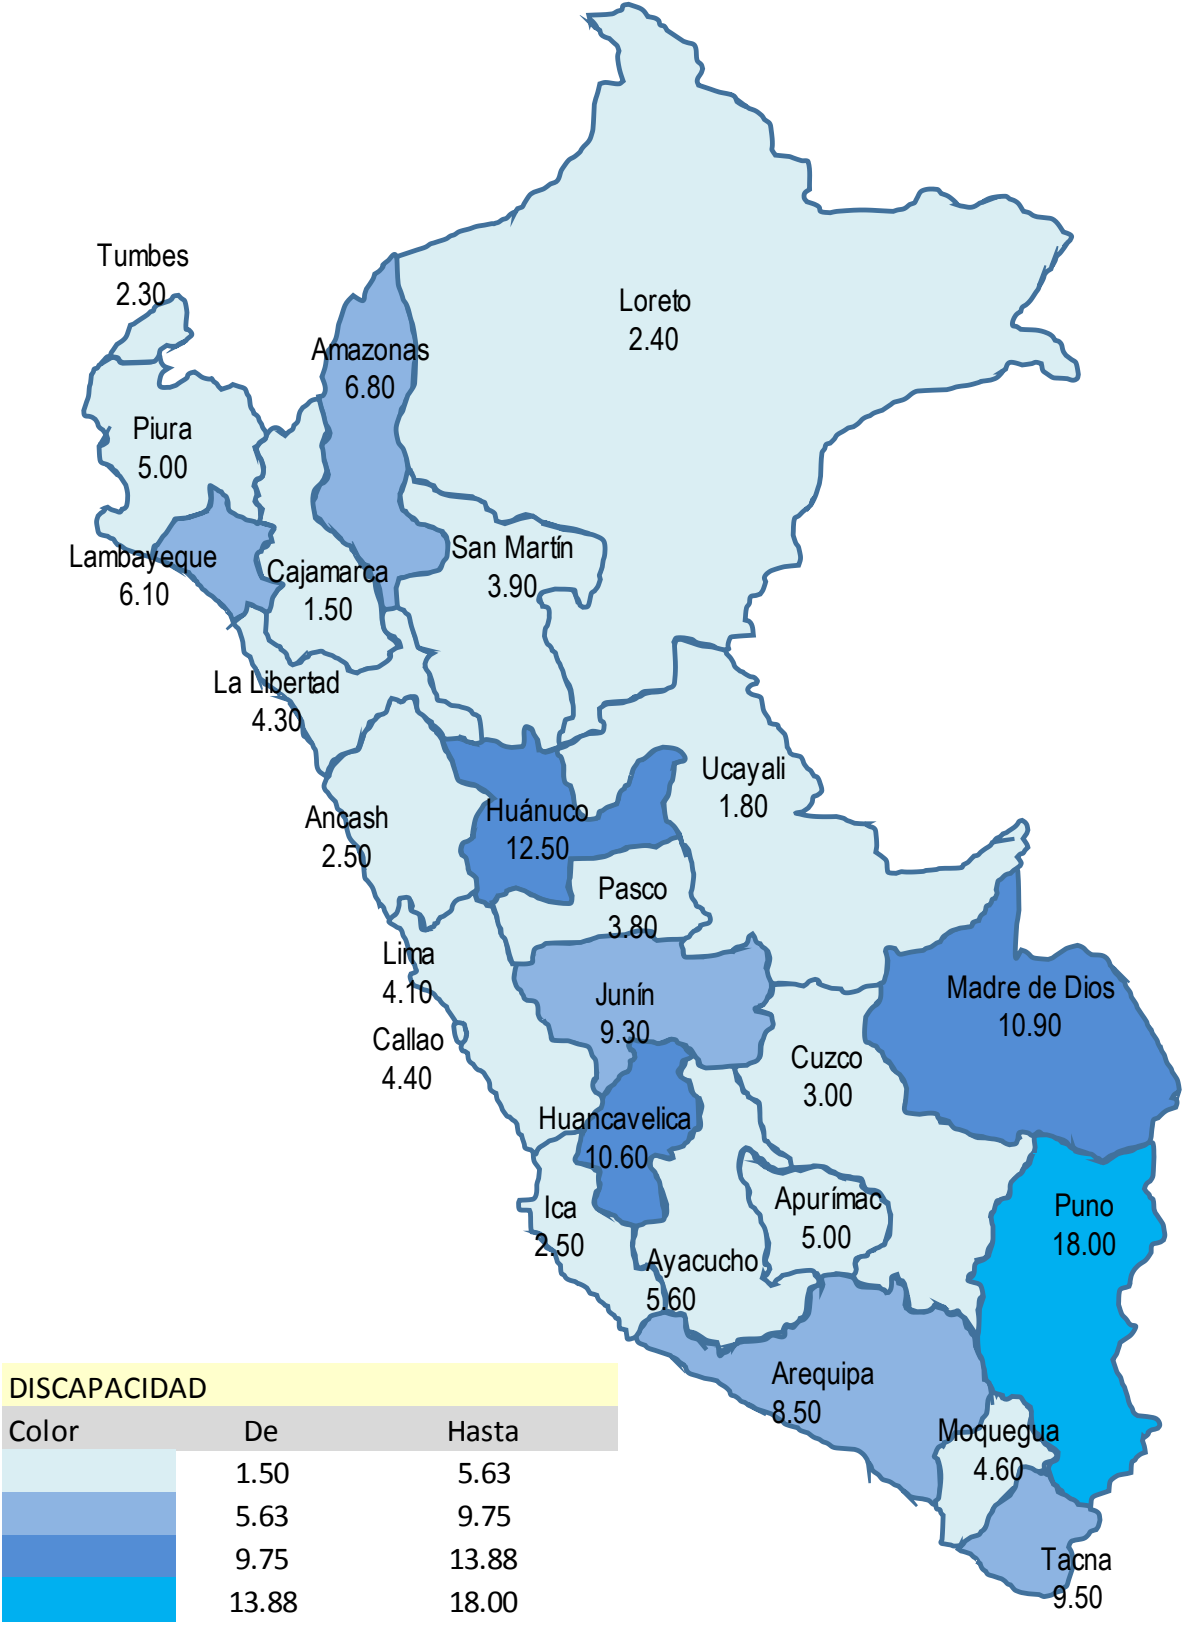 Tumbes
2.30
Loreto
2.40
Amazonas
6.80
Piura
5.00
Lambayeque
6.10
San Martín
3.90
Cajamarca
1.50
La Libertad
4.30
Ucayali
1.80
Ancash
2.50
Huánuco
12.50
Pasco
3.80
Lima
4.10
Junín
9.30
Madre de Dios
10.90
Callao
4.40
Cuzco
3.00
Huancavelica
10.60
Ica
2.50
Apurímac
5.00
Puno
18.00
Ayacucho
5.60
Arequipa
8.50
Moquegua
4.60
Tacna
9.50
DISCAPACIDAD
Color De Hasta
1.50 5.63
5.63 9.75
9.75 13.88
13.88 18.00